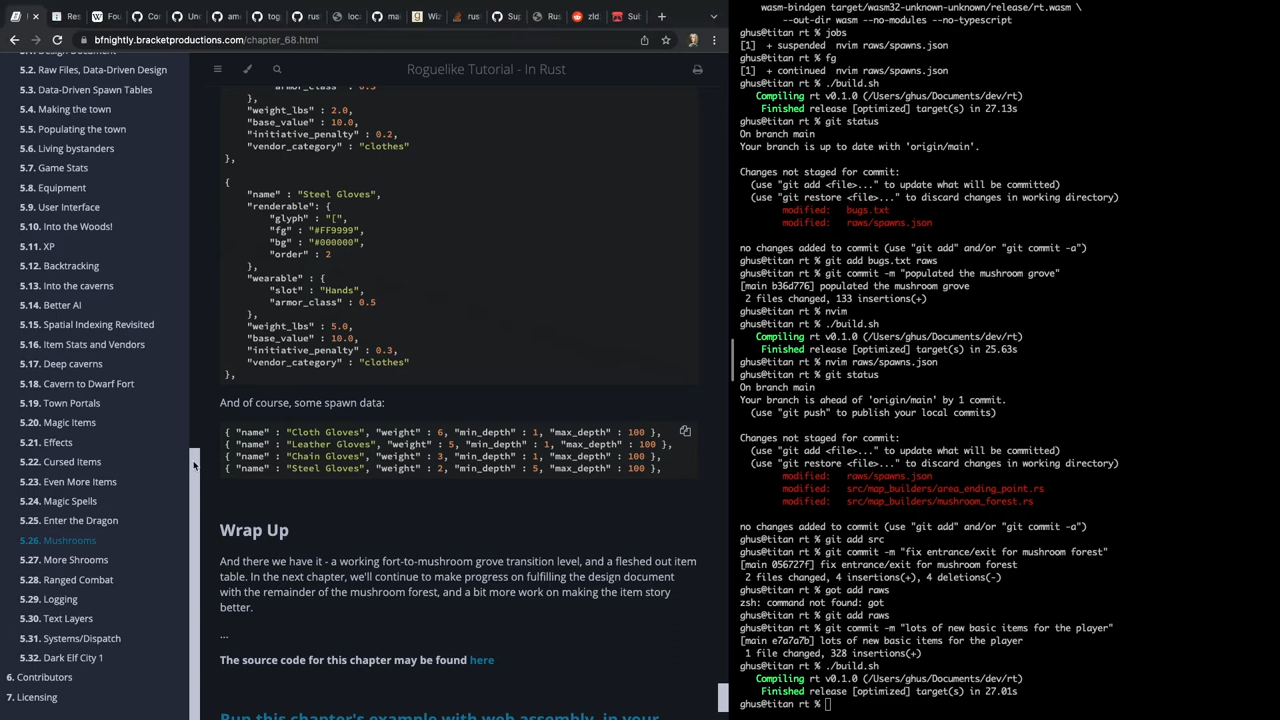 Res
Fou
Cor
Un
am
tog
rus
loca
mat
Wiz
rus
Sup
Rus
zld.
Sub
bfnightly.bracketproductions.com/chapter_68.html
5.1. Design Document
5.2. Raw Files, Data-Driven Design
5.3. Data-Driven Spawn Tables
5.4. Making the town
5.5. Populating the town
5.6. Living bystanders
5.7. Game Stats
5.8. Equipment
5.9. User Interface
5.10. Into the Woods!
5.11. XP
5.12. Backtracking
5.13. Into the caverns
5.14. Better AI
5.15. Spatial Indexing Revisited
5.16. Item Stats and Vendors
5.17. Deep caverns
5.18. Cavern to Dwarf Fort
5.19. Town Portals
5.20. Magic Items
5.21. Effects
5.22. Cursed Items
5.23. Even More Items
5.24. Magic Spells
5.25. Enter the Dragon
5.26. Mushrooms
5.27. More Shrooms
5.28. Ranged Combat
5.29. Logging
5.30. Text Layers
5.31. Systems/Dispatch
5.32. Dark Elf City 1
6. Contributors
7. Licensing
Roguelike Tutorial - In Rust
"armor_class" : 0.3
},
"weight_lbs" : 2.0,
"base_value" : 10.0,
"initiative_penalty" : 0.2,
"vendor_category" : "clothes"
},
{
"name" : "Steel Gloves",
"renderable": {
"glyph" : "[",
"fg" : "#FF9999",
"bg" : "#000000",
"order" : 2
},
"wearable" : {
"slot" : "Hands",
"armor_class" : 0.5
},
"weight_lbs" : 5.0,
"base_value" : 10.0,
"initiative_penalty" : 0.3,
"vendor_category" : "clothes"
},
And of course, some spawn data:
{ "name" : "Cloth Gloves", "weight" : 6, "min_depth" : 1, "max_depth" : 100 },
{ "name" : "Leather Gloves", "weight" : 5, "min_depth" : 1, "max_depth" : 100 },
{ "name" : "Chain Gloves", "weight" : 3, "min_depth" : 1, "max_depth" : 100 },
{ "name" : "Steel Gloves", "weight" : 2, "min_depth" : 5, "max_depth" : 100 },
Wrap Up
And there we have it - a working fort-to-mushroom grove transition level, and a fleshed out item
table. In the next chapter, we'll continue to make progress on fulfilling the design document
with the remainder of the mushroom forest, and a bit more work on making the item story
better.
...
The source code for this chapter may be found here
Run this chapter's example with web assembly, in your
wasm-bindgen target/wasm32-unknown-unknown/release/rt.wasm \
--out-dir wasm --no-modules --no-typescript
ghus@titan rt % jobs
[1] + suspended nvim raws/spawns.json
ghus@titan rt % fg
[1] + continued nvim raws/spawns.json
ghus@titan rt % ./build.sh
Compiling rt v0.1.0 (/Users/ghus/Documents/dev/rt)
Finished release [optimized] target(s) in 27.13s
ghus@titan rt % git status
On branch main
Your branch is up to date with 'origin/main'.
Changes not staged for commit:
(use "git add <file>..." to update what will be committed)
(use "git restore <file>..." to discard changes in working directory)
modified: bugs.txt
modified: raws/spawns.json
no changes added to commit (use "git add" and/or "git commit -a")
ghus@titan rt % git add bugs.txt raws
ghus@titan rt % git commit -m "populated the mushroom grove"
[main b36d776] populated the mushroom grove
2 files changed, 133 insertions(+)
ghus@titan rt % nvim
ghus@titan rt % ./build.sh
Compiling rt v0.1.0 (/Users/ghus/Documents/dev/rt)
Finished release [optimized] target(s) in 25.63s
ghus@titan rt % nvim raws/spawns.json
ghus@titan rt % git status
On branch main
Your branch is ahead of 'origin/main' by 1 commit.
(use "git push" to publish your local commits)
Changes not staged for commit:
(use "git add <file>..." to update what will be committed)
(use "git restore <file>..." to discard changes in working directory)
modified: raws/spawns.json
modified: src/map_builders/area_ending_point.rs
modified: src/map_builders/mushroom_forest.rs
no changes added to commit (use "git add" and/or "git commit -a")
ghus@titan rt % git add src
ghus@titan rt % git commit -m "fix entrance/exit for mushroom forest"
[main 056727f] fix entrance/exit for mushroom forest
2 files changed, 4 insertions(+), 4 deletions(-)
ghus@titan rt % got add raws
zsh: command not found: got
ghus@titan rt % git add raws
ghus@titan rt % git commit -m "lots of new basic items for the player"
[main e7a7a7b] lots of new basic items for the player
1 file changed, 328 insertions(+)
ghus@titan rt % ./build.sh
Compiling rt v0.1.0 (/Users/ghus/Documents/dev/rt)
Finished release [optimized] target(s) in 27.01s
ghus@titan rt %